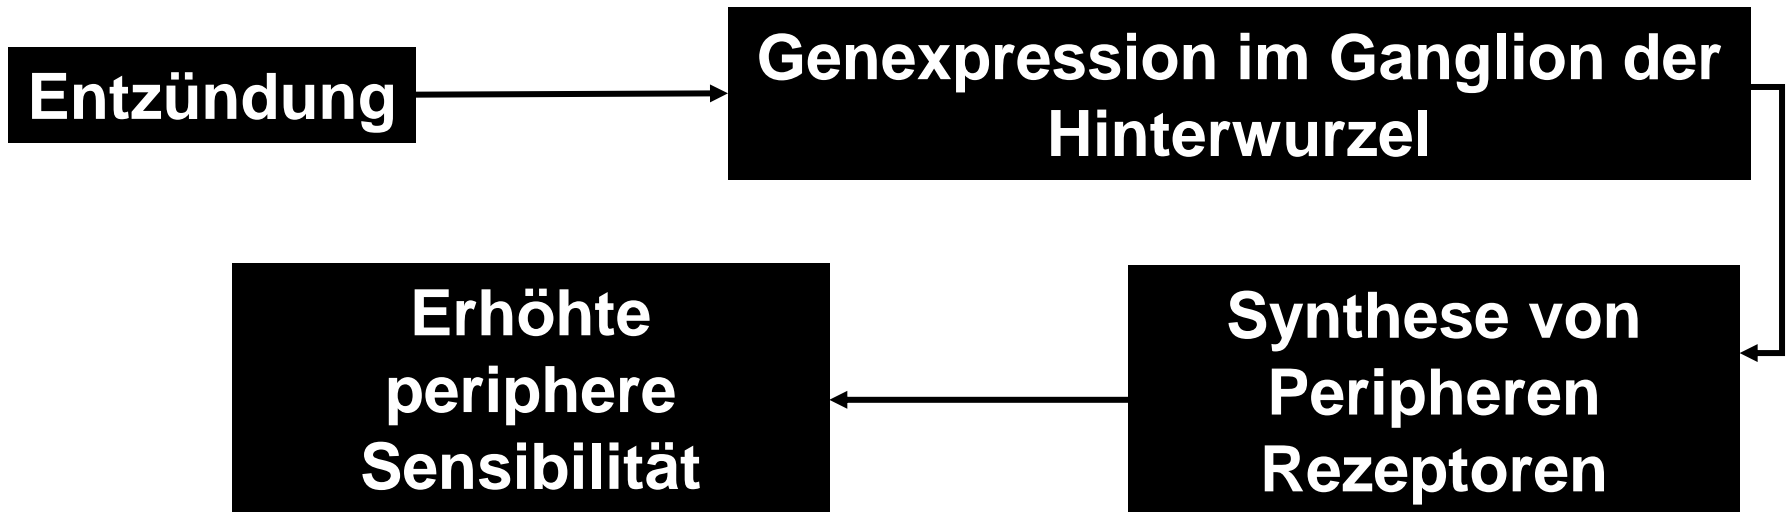 Entzündung
Genexpression im Ganglion der
Hinterwurzel
Synthese von
Peripheren
Rezeptoren
Erhöhte
periphere
Sensibilität